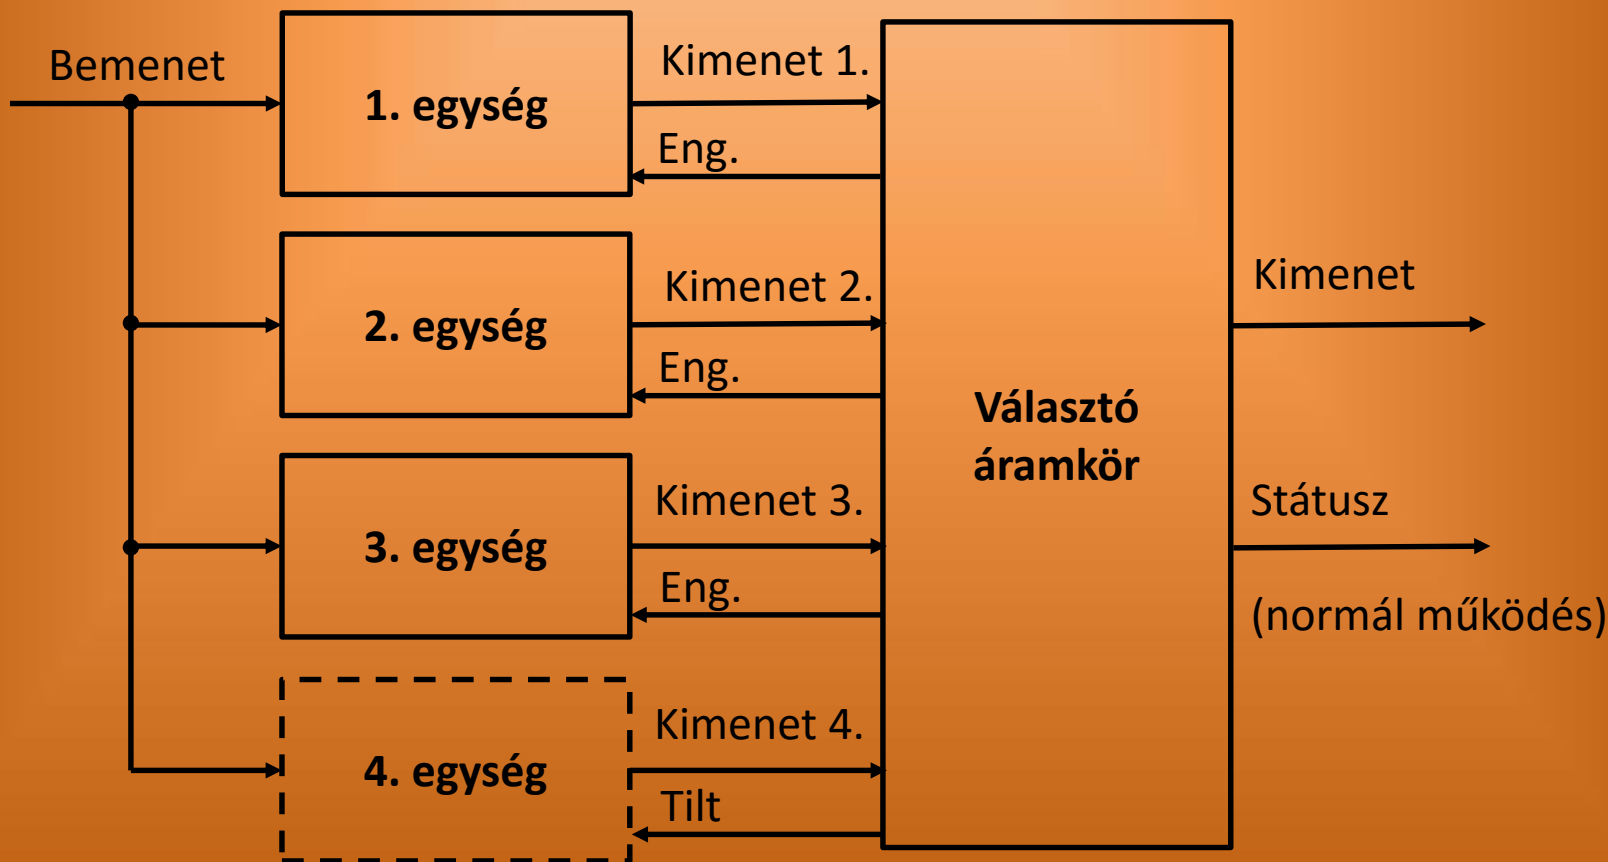 Bemenet
1. egység
Kimenet 1.
Eng.
2. egység
Kimenet 2.
Eng.
3. egység
Kimenet 3.
Eng.
4. egység
Kimenet 4.
Tilt
Választó
áramkör
Kimenet
Státusz
(normál működés)